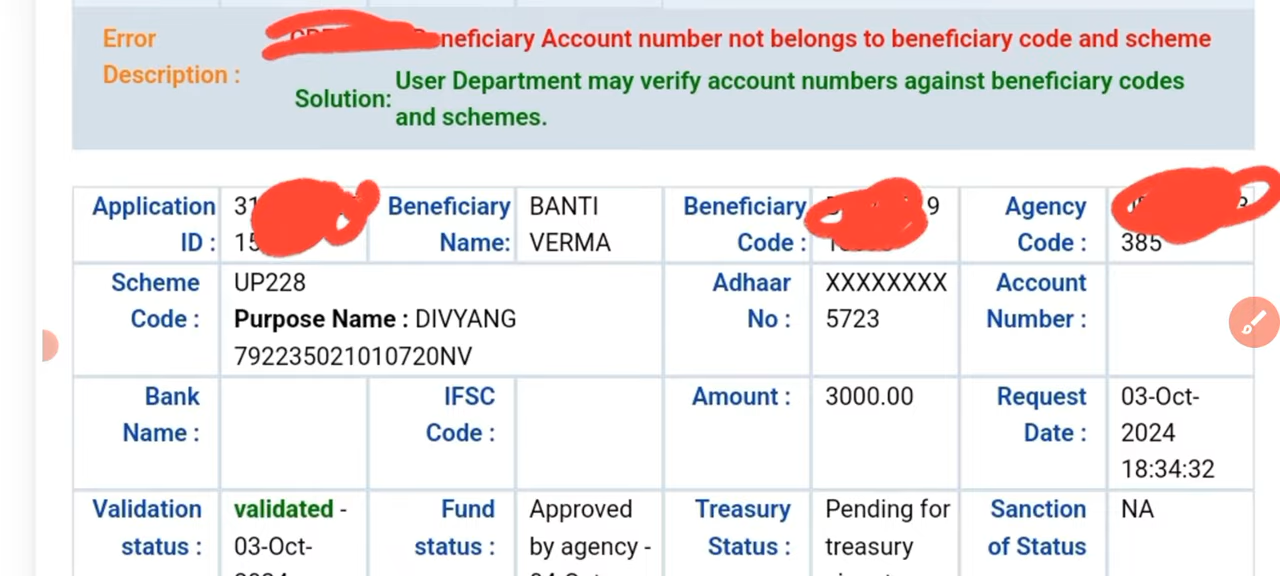 Error neficiary Account number not belongs to beneficiary code and scheme
Description :
Solution: User Department may verify account numbers against beneficiary codes
and schemes.
Application ID : 31
15
Beneficiary Name: BANTI
VERMA
Beneficiary Code : 9
Agency Code :
385
Scheme Code : UP228
Purpose Name : DIVYANG
792235021010720NV
Adhaar No : XXXXXXXX
5723
Account Number :
Bank Name :
IFSC Code :
Amount : 3000.00
Request Date : 03-Oct-
2024
18:34:32
Validation status : validated -
03-Oct-
Fund status : Approved
by agency -
Treasury Status : Pending for
treasury
Sanction of Status NA